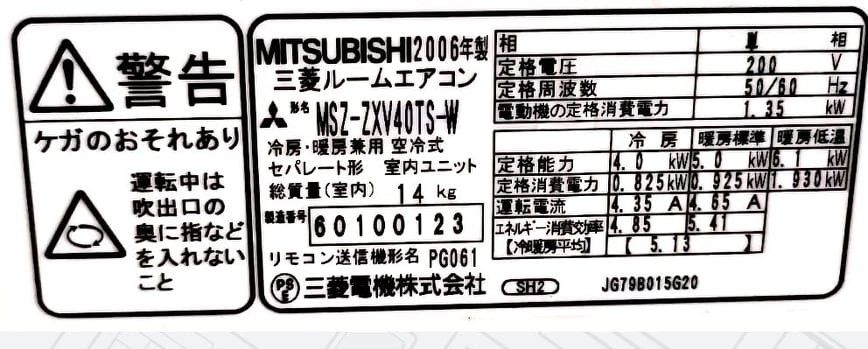 警告
ケガのおそれあり
運転中は
吹出口の
奥に指など
を入れない
こと
MITSUBISHI 2006年製
三菱ルームエアコン
形名 MSZ-ZXV40TS-W
冷房・暖房兼用 空冷式
セパレート形 室内ユニット
総質量(室内) 14 kg
製造番号 60100123
リモコン送信機形名 PG061
PSE 三菱電機株式会社
相 単 相
定格電圧 200 V
定格周波数 50/60 Hz
電動機の定格消費電力 1.35 kW
冷房 暖房標準 暖房低温
定格能力 4.0 kW 5.0 kW 6.1 kW
定格消費電力 0.825kW 0.925kW 1.930kW
運転電流 4.35 A 4.65 A
エネルギー消費効率 4.85 5.41
【冷暖房平均】 【 5.13 】
SH2 JG79B015G20